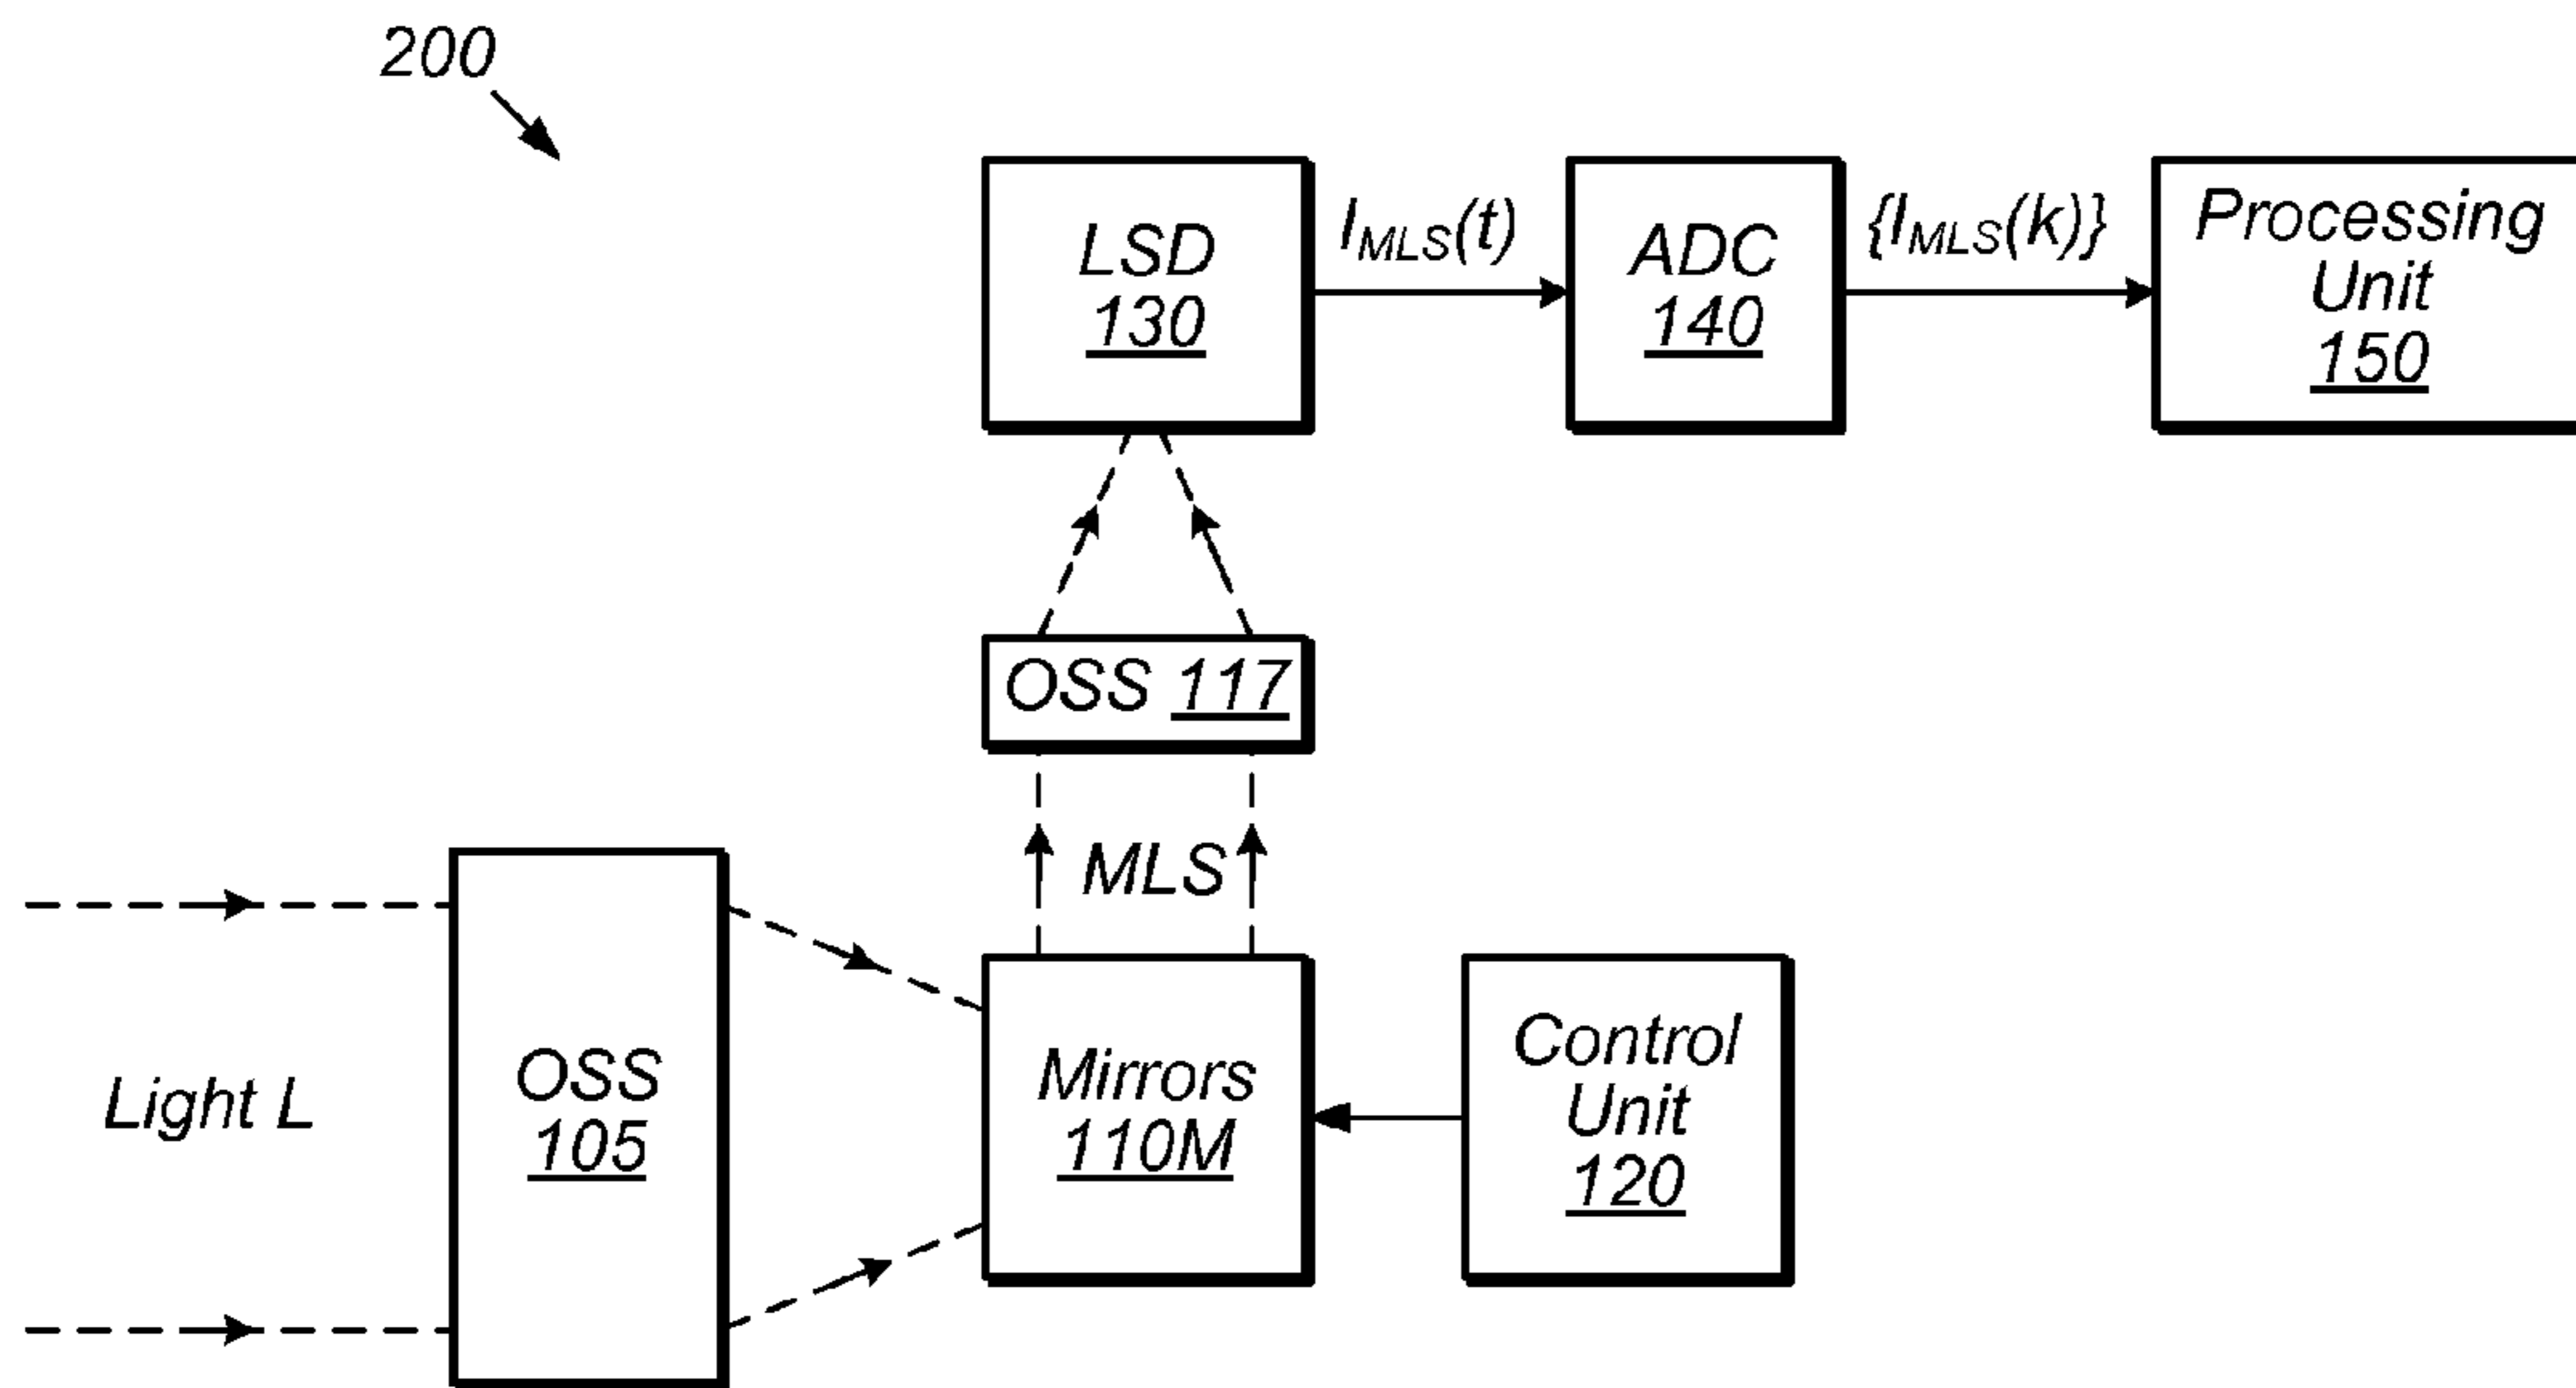 200
LSD
130
I_MLS(t)
ADC
140
{I_MLS(k)}
Processing
Unit
150
OSS 117
MLS
Light L
OSS
105
Mirrors
110M
Control
Unit
120